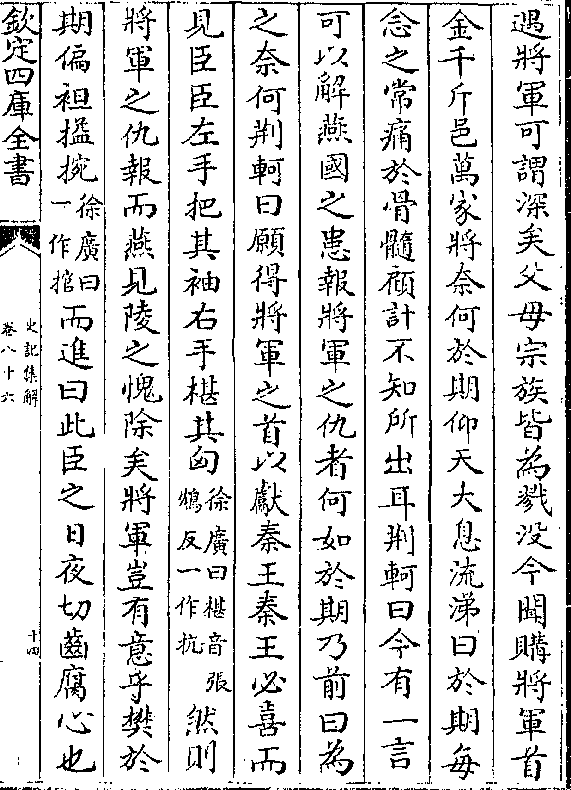 遇將軍可謂深矣父母宗族皆為戮没今聞購將軍首
金千斤邑萬家將奈何於期仰天大息流涕曰於期每
念之常痛於骨髓顧計不知所出耳荆軻曰今有一言
可以解燕國之患報將軍之仇者何如於期乃前曰為
之奈何荆軻曰願得將軍之首以獻秦王秦王必喜而
見臣臣左手把其袖右手椹其匈徐廣曰椹音張鴆反一作抗然則
將軍之仇報而燕見陵之愧除矣將軍豈有意乎樊於
期偏袒搤捥徐廣曰一作㧖而進曰此臣之日夜切齒腐心也
欽定四庫全書
史記集解
卷八十六
十四